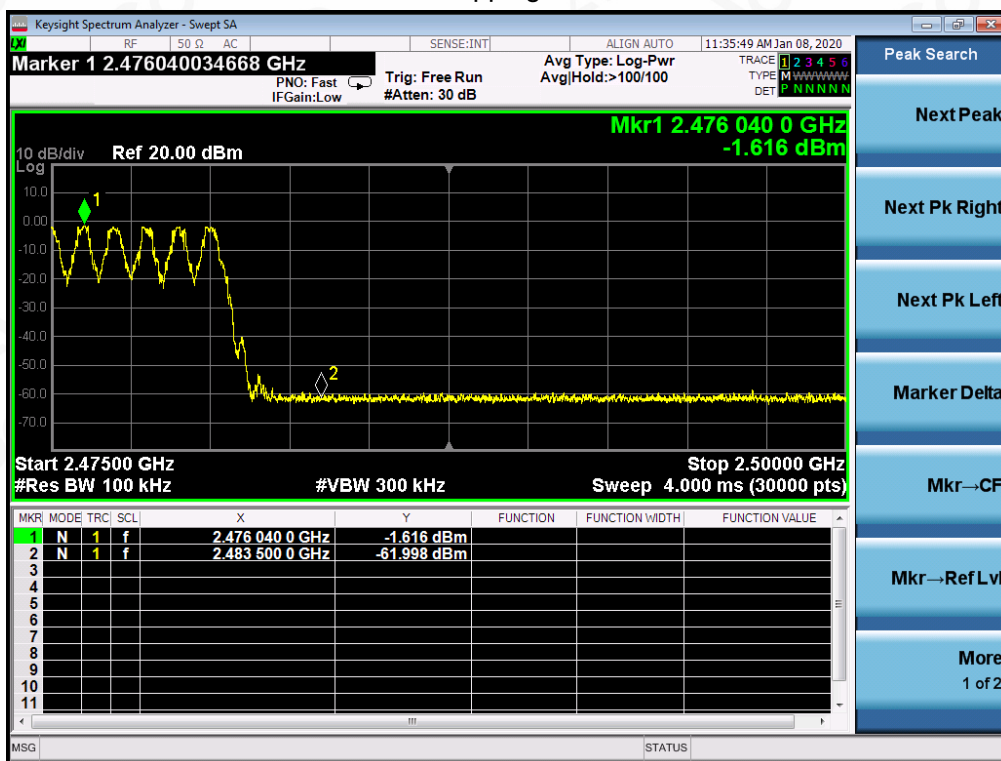 Keysight Spectrum Analyzer - Swept SA
LXI RF 50 Ω AC SENSE:INT ALIGN AUTO 11:35:49 AM Jan 08, 2020
Marker 1 2.476040034668 GHz
PNO: Fast
IFGain:Low
Trig: Free Run
#Atten: 30 dB
Avg Type: Log-Pwr
Avg|Hold:>100/100
TRACE 1 2 3 4 5 6
TYPE M WWWWW
DET P N N N N N
Peak Search
Next Peak
Next Pk Right
Next Pk Left
Marker Delta
Mkr→CF
Mkr→Ref Lvl
More
1 of 2
Mkr1 2.476 040 0 GHz
-1.616 dBm
10 dB/div Ref 20.00 dBm
Log
10.0
0.00
-10.0
-20.0
-30.0
-40.0
-50.0
-60.0
-70.0
1
2
Start 2.47500 GHz Stop 2.50000 GHz
#Res BW 100 kHz #VBW 300 kHz Sweep 4.000 ms (30000 pts)
MKR MODE TRC SCL X Y FUNCTION FUNCTION WIDTH FUNCTION VALUE
1 N 1 f 2.476 040 0 GHz -1.616 dBm
2 N 1 f 2.483 500 0 GHz -61.998 dBm
3
4
5
6
7
8
9
10
11
MSG STATUS